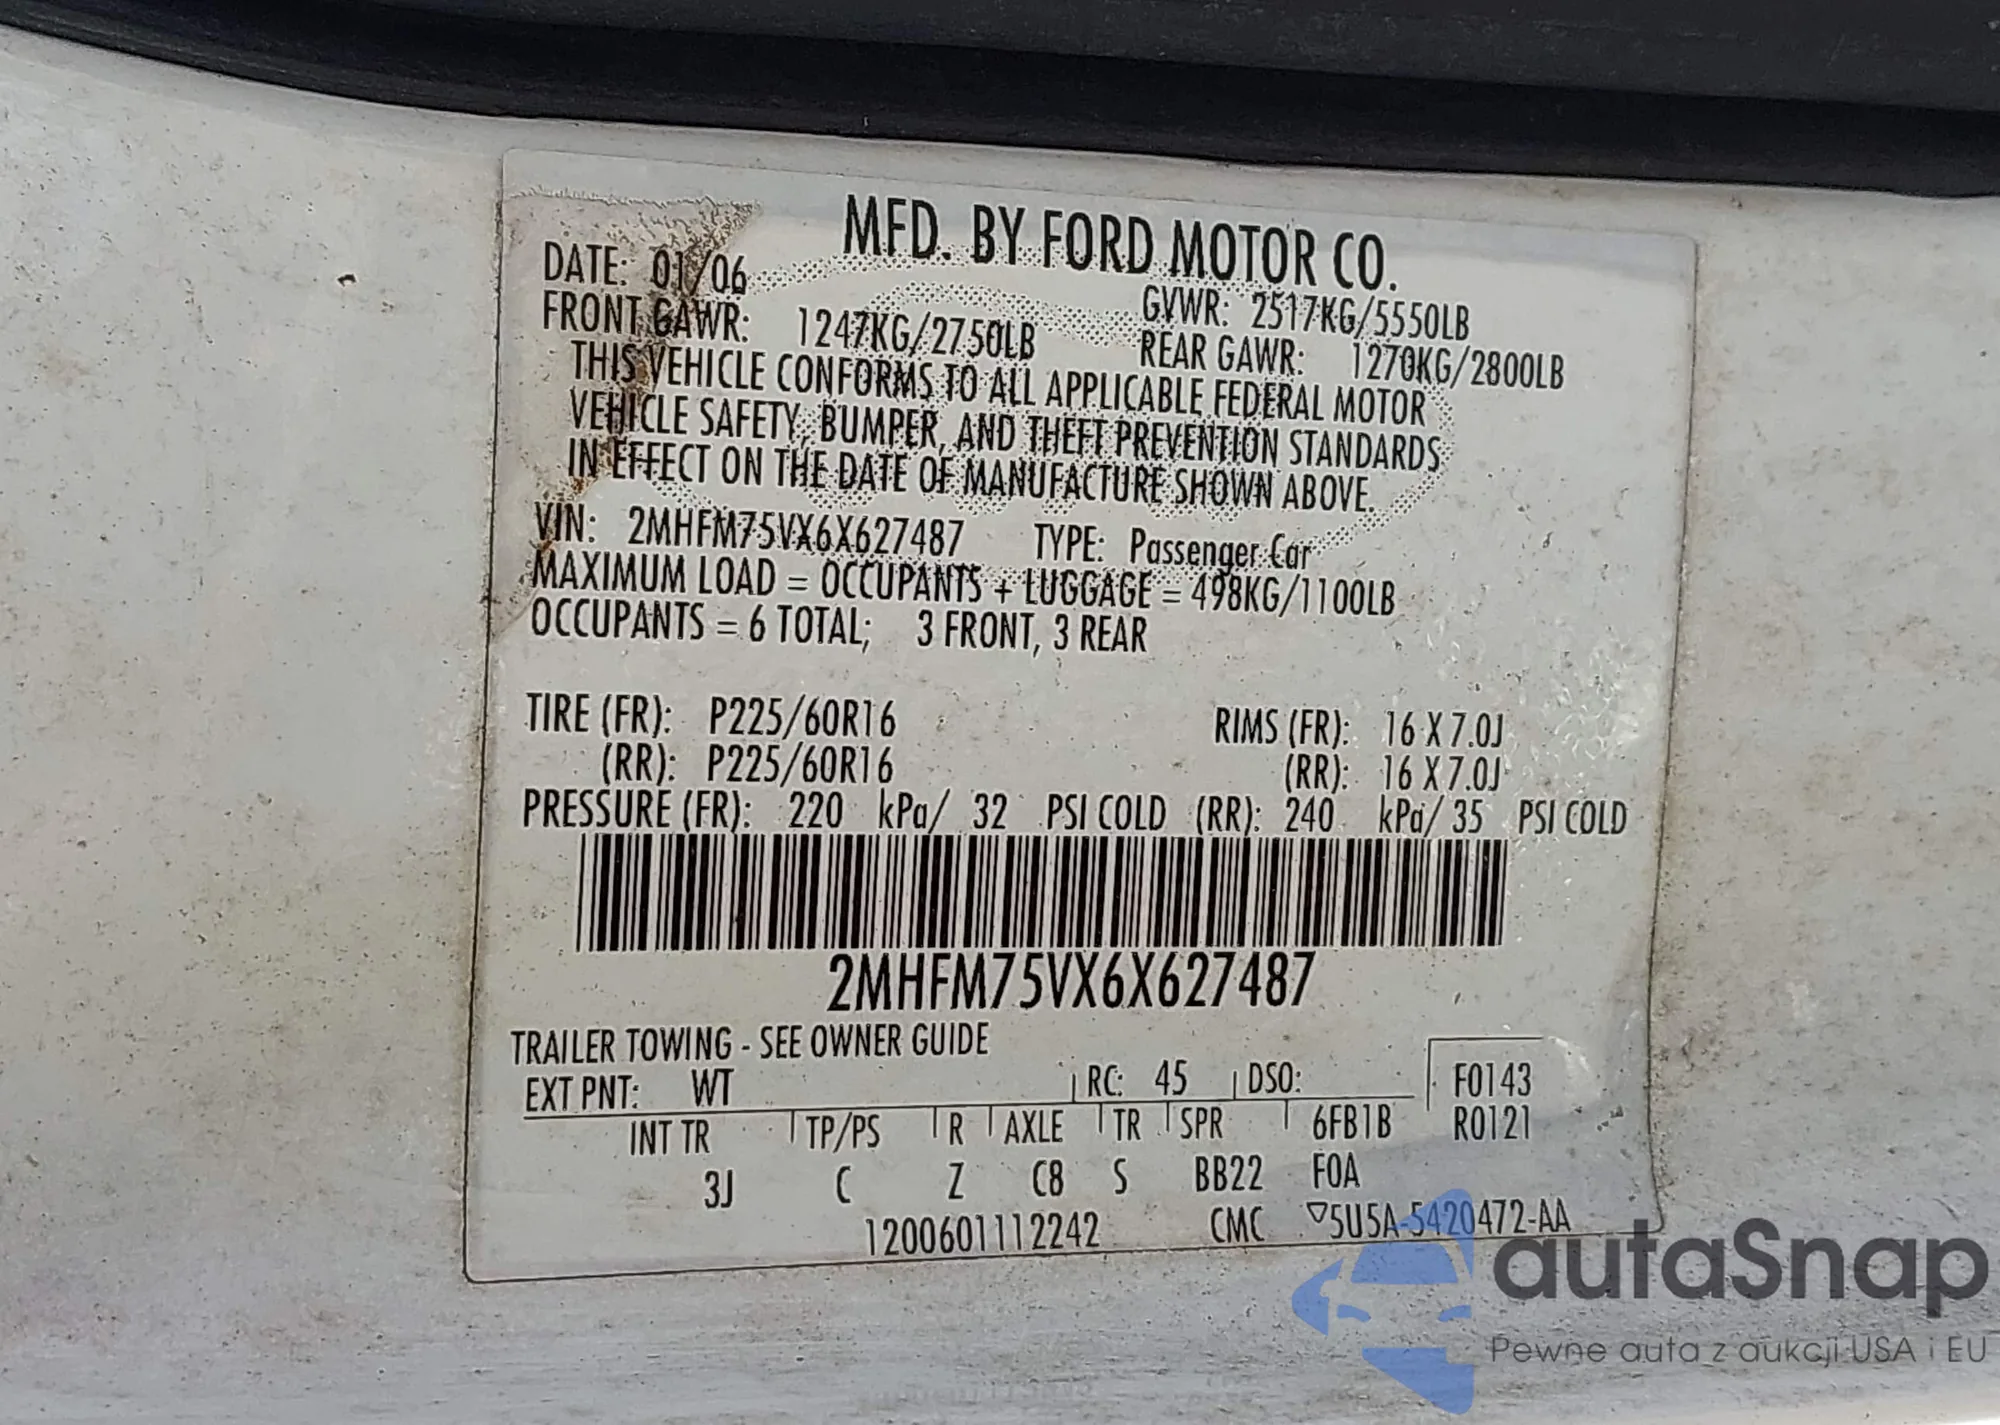 MFD. BY FORD MOTOR CO.
DATE: 01/06 GVWR: 2517KG/5550LB
FRONT GAWR: 1247KG/2750LB REAR GAWR: 1270KG/2800LB
THIS VEHICLE CONFORMS TO ALL APPLICABLE FEDERAL MOTOR
VEHICLE SAFETY, BUMPER, AND THEFT PREVENTION STANDARDS
IN EFFECT ON THE DATE OF MANUFACTURE SHOWN ABOVE.
VIN: 2MHFM75VX6X627487 TYPE: Passenger Car
MAXIMUM LOAD = OCCUPANTS + LUGGAGE = 498KG/1100LB
OCCUPANTS = 6 TOTAL; 3 FRONT, 3 REAR
TIRE (FR): P225/60R16 RIMS (FR): 16 X 7.0J
(RR): P225/60R16 (RR): 16 X 7.0J
PRESSURE (FR): 220 kPa/ 32 PSI COLD (RR): 240 kPa/ 35 PSI COLD
2MHFM75VX6X627487
TRAILER TOWING - SEE OWNER GUIDE
EXT PNT: WT RC: 45 DSO: F0143
INT TR TP/PS R AXLE TR SPR 6FB1B R0121
3J C Z C8 S BB22 F0A
1200601112242 CMC ▽5U5A-5420472-AA
autaSnap
Pewne auta z aukcji USA i EU